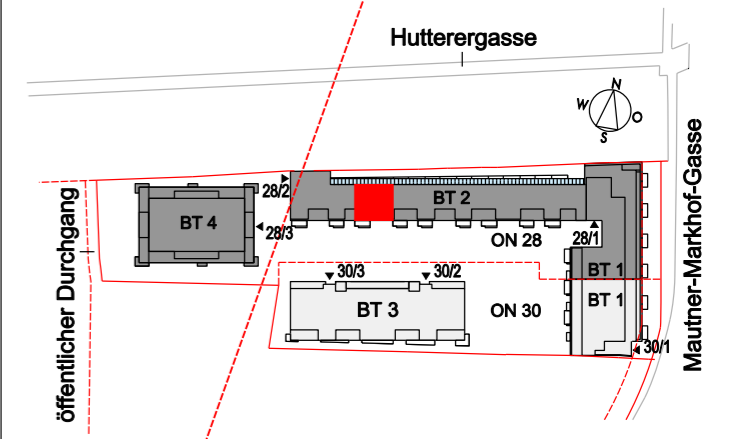 Hutterergasse
N
W
O
S
Mautner-Markhof-Gasse
öffentlicher Durchgang
28/2
BT 2
BT 4
28/3
ON 28
28/1
BT 1
30/3
30/2
BT 3
ON 30
BT 1
30/1